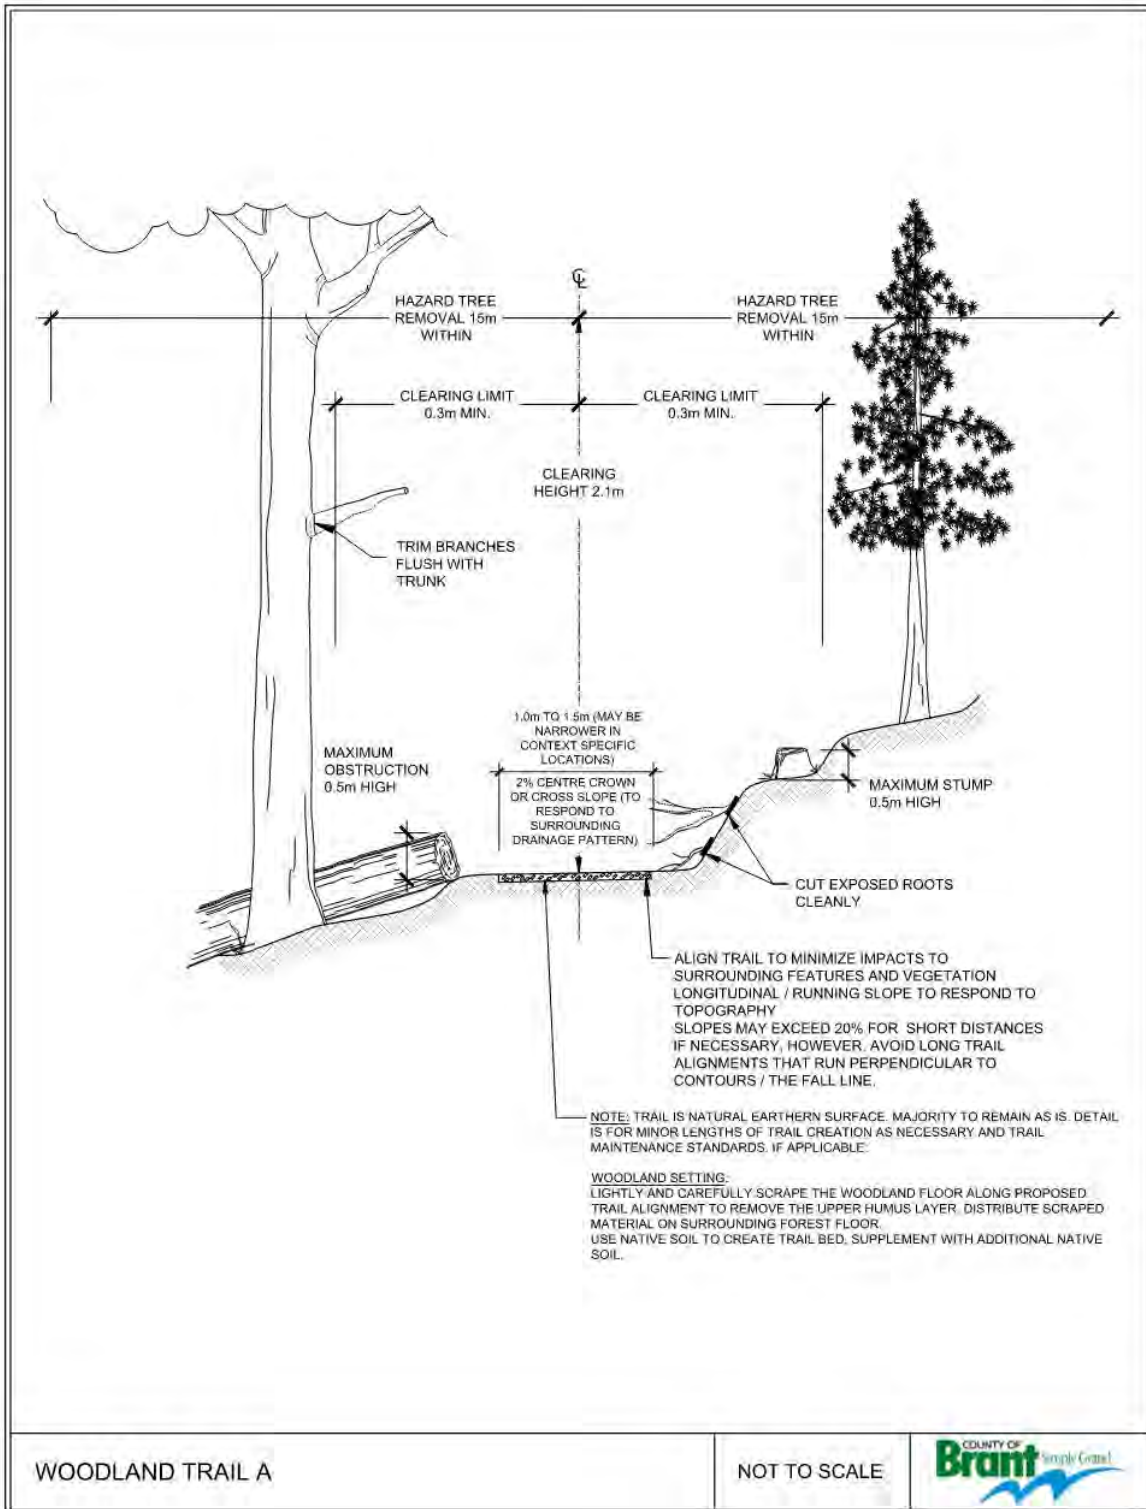 ℄
HAZARD TREE
REMOVAL 15m
WITHIN
HAZARD TREE
REMOVAL 15m
WITHIN
CLEARING LIMIT
0.3m MIN.
CLEARING LIMIT
0.3m MIN.
CLEARING
HEIGHT 2.1m
TRIM BRANCHES
FLUSH WITH
TRUNK
1.0m TO 1.5m (MAY BE
NARROWER IN
CONTEXT SPECIFIC
LOCATIONS)
MAXIMUM
OBSTRUCTION
0.5m HIGH
2% CENTRE CROWN
OR CROSS SLOPE (TO
RESPOND TO
SURROUNDING
DRAINAGE PATTERN)
MAXIMUM STUMP
0.5m HIGH
CUT EXPOSED ROOTS
CLEANLY
ALIGN TRAIL TO MINIMIZE IMPACTS TO
SURROUNDING FEATURES AND VEGETATION
LONGITUDINAL / RUNNING SLOPE TO RESPOND TO
TOPOGRAPHY
SLOPES MAY EXCEED 20% FOR SHORT DISTANCES
IF NECESSARY, HOWEVER, AVOID LONG TRAIL
ALIGNMENTS THAT RUN PERPENDICULAR TO
CONTOURS / THE FALL LINE.
NOTE: TRAIL IS NATURAL EARTHERN SURFACE. MAJORITY TO REMAIN AS IS. DETAIL
IS FOR MINOR LENGTHS OF TRAIL CREATION AS NECESSARY AND TRAIL
MAINTENANCE STANDARDS, IF APPLICABLE.
WOODLAND SETTING:
LIGHTLY AND CAREFULLY SCRAPE THE WOODLAND FLOOR ALONG PROPOSED
TRAIL ALIGNMENT TO REMOVE THE UPPER HUMUS LAYER. DISTRIBUTE SCRAPED
MATERIAL ON SURROUNDING FOREST FLOOR.
USE NATIVE SOIL TO CREATE TRAIL BED, SUPPLEMENT WITH ADDITIONAL NATIVE
SOIL.
WOODLAND TRAIL A
NOT TO SCALE
COUNTY OF
Brant Simply Grand